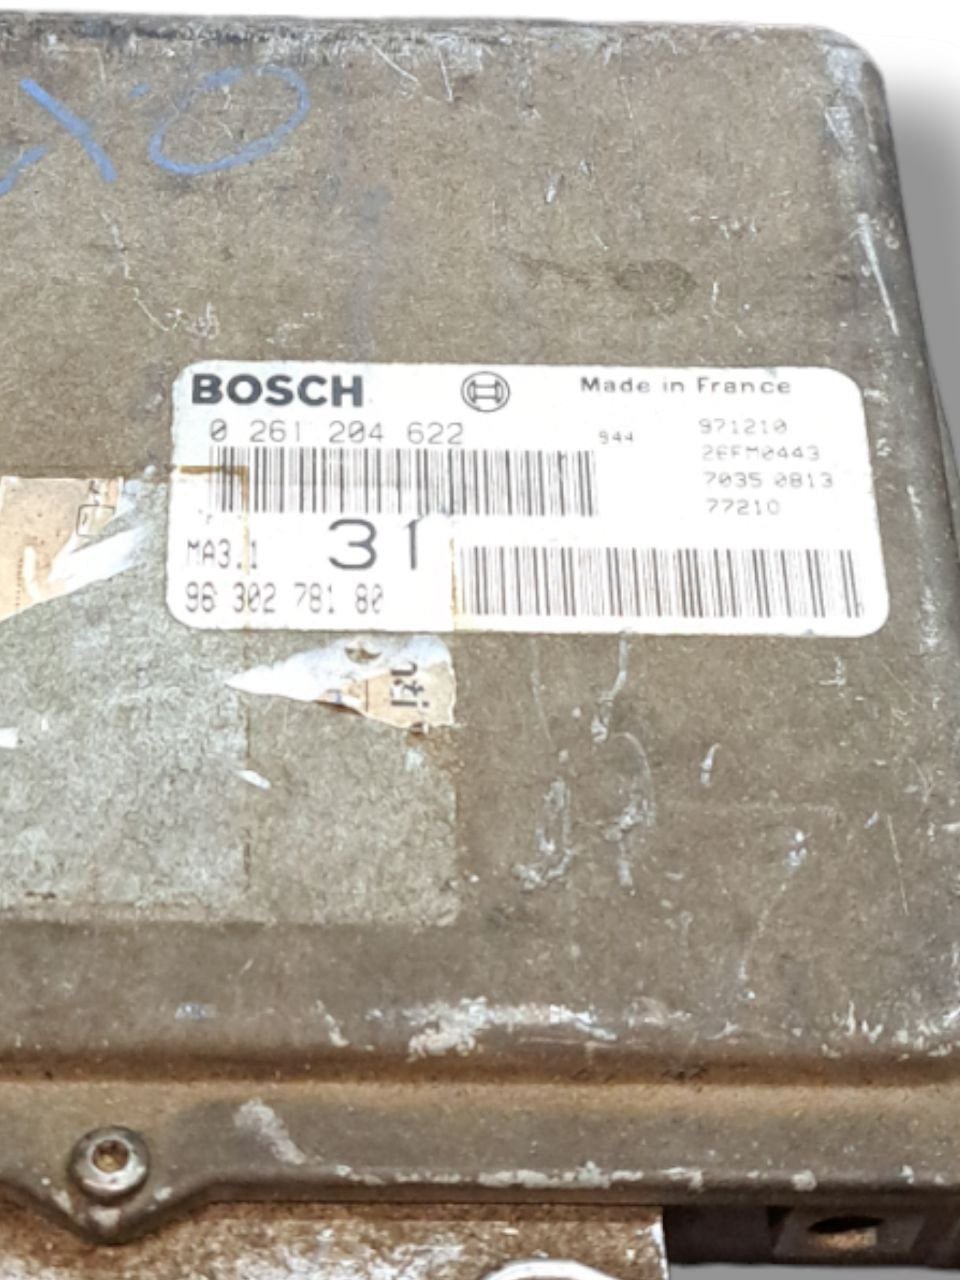 XO
BOSCH
Made in France
0 261 204 622
944
971210
26FM0443
7035 0813
77210
MA3.1
31
96 302 781 80